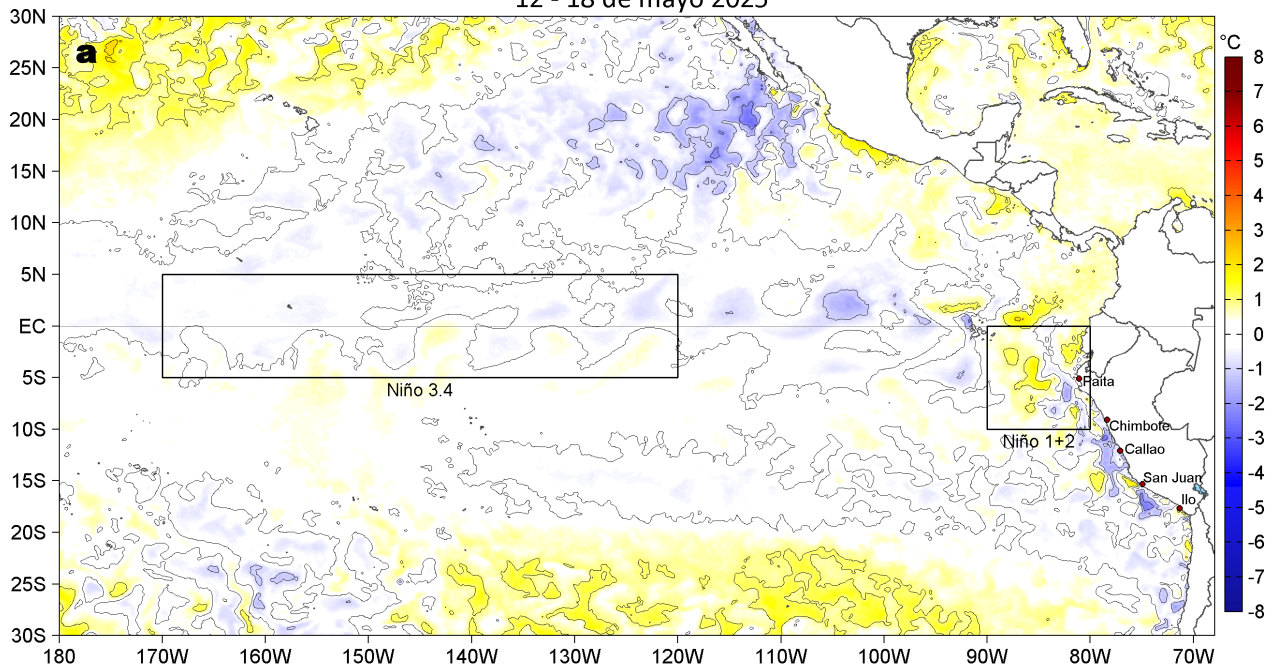 12 - 18 de mayo 2025
a
°C
30N
25N
20N
15N
10N
5N
EC
5S
10S
15S
20S
25S
30S
180
170W
160W
150W
140W
130W
120W
110W
100W
90W
80W
70W
Niño 3.4
Niño 1+2
Paita
Chimbote
Callao
San Juan
Ilo
8
7
6
5
4
3
2
1
0
-1
-2
-3
-4
-5
-6
-7
-8